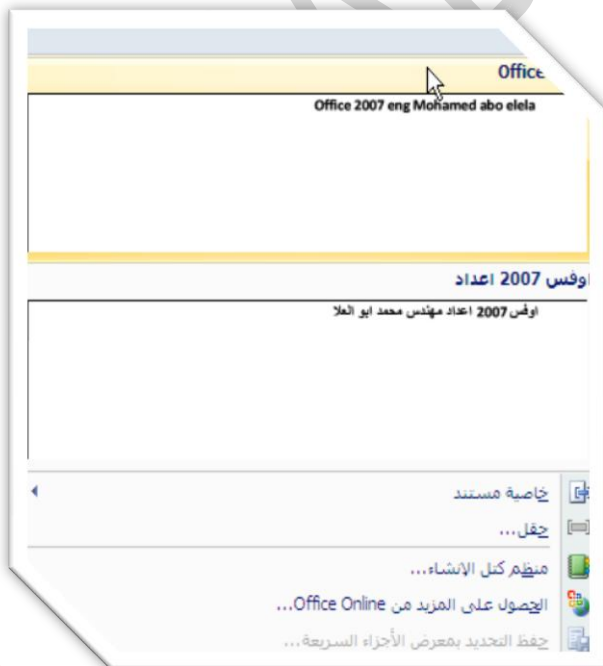 Office
Office 2007 eng Mohamed abo elela
اوفس 2007 اعداد
اوفس 2007 اعداد مهندس محمد ابو العلا
خاصية مستند
حقل...
منظم كتل الإنشاء...
الحصول على المزيد من Office Online...
حفظ التحديد بمعرض الأجزاء السريعة...